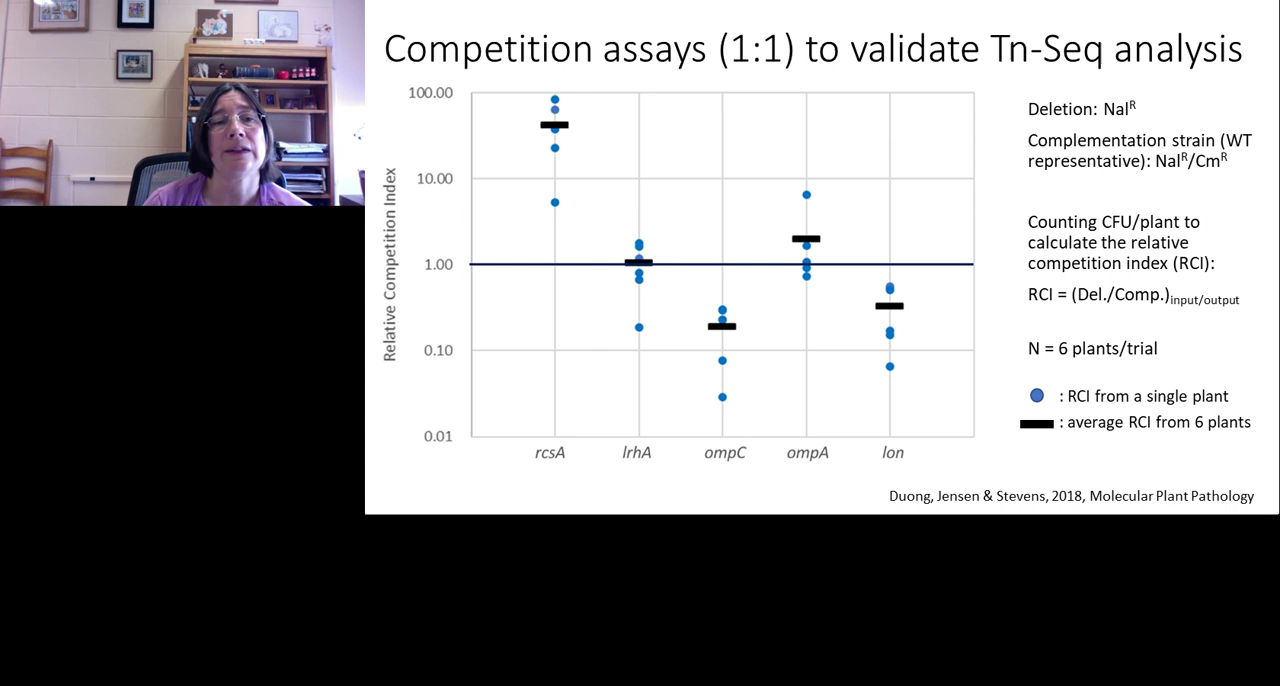 Competition assays (1:1) to validate Tn-Seq analysis
100.00
10.00
1.00
0.10
0.01
Relative Competition Index
rcsA lrhA ompC ompA lon
Deletion: Nalᴿ
Complementation strain (WT
representative): Nalᴿ/Cmᴿ
Counting CFU/plant to
calculate the relative
competition index (RCI):
RCI = (Del./Comp.)input/output
N = 6 plants/trial
: RCI from a single plant
: average RCI from 6 plants
Duong, Jensen & Stevens, 2018, Molecular Plant Pathology